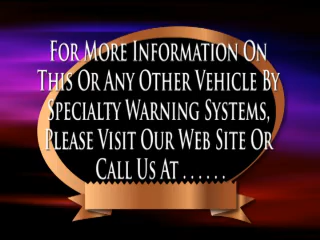 For More Information On
This Or Any Other Vehicle By
Specialty Warning Systems,
Please Visit Our Web Site Or
Call Us At . . . . . .